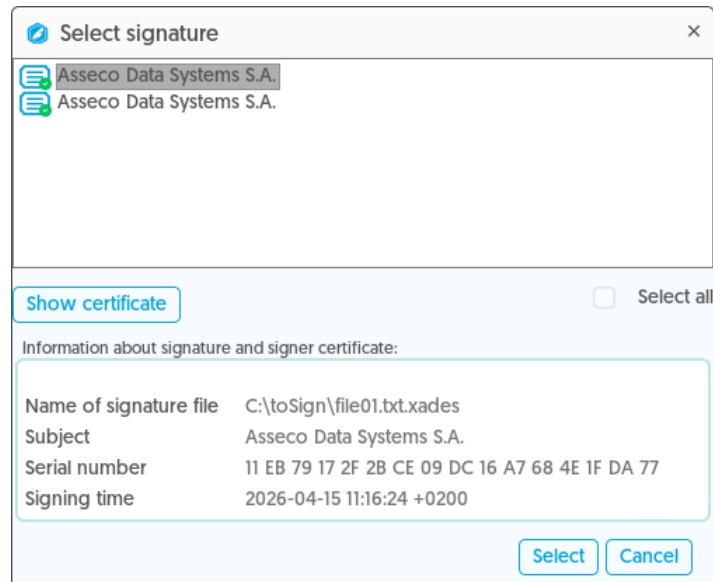 Select signature
Asseco Data Systems S.A.
Asseco Data Systems S.A.
Show certificate
Select all
Information about signature and signer certificate:
Name of signature file C:\toSign\file01.txt.xades
Subject Asseco Data Systems S.A.
Serial number 11 EB 79 17 2F 2B CE 09 DC 16 A7 68 4E 1F DA 77
Signing time 2026-04-15 11:16:24 +0200
Select Cancel